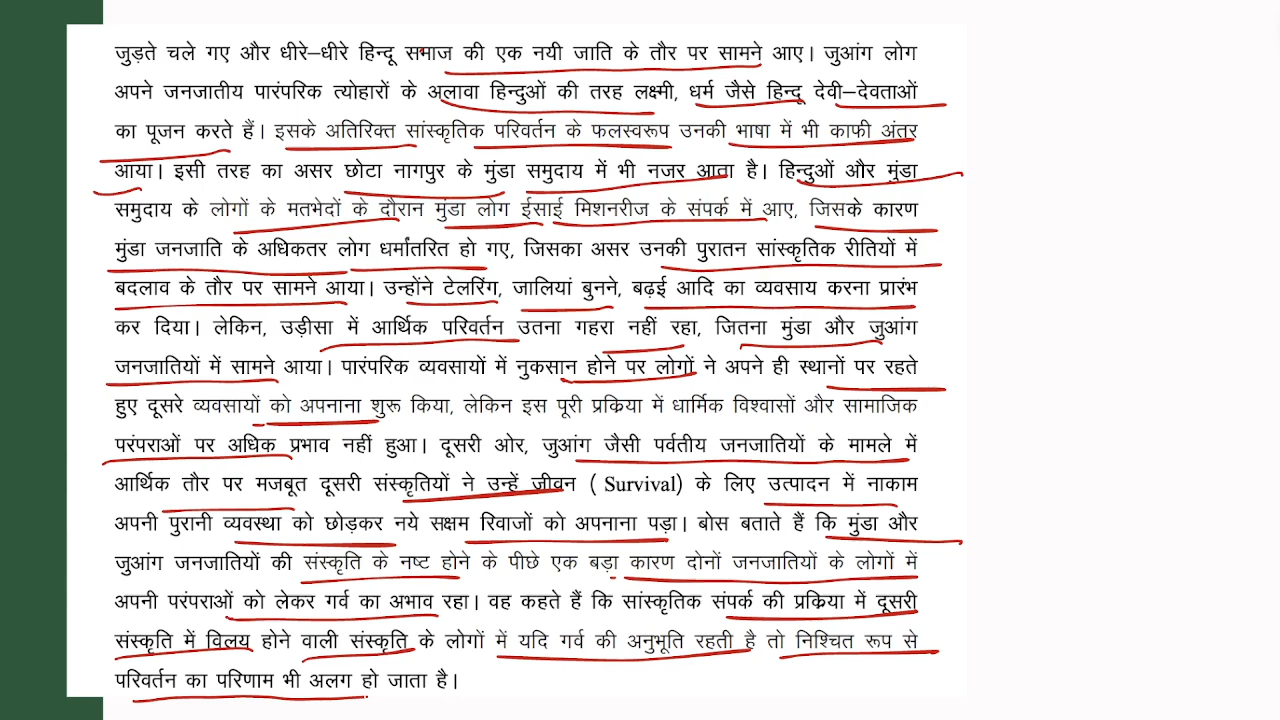 जुड़ते चले गए और धीरे–धीरे हिन्दू समाज की एक नयी जाति के तौर पर सामने आए। जुआंग लोग
अपने जनजातीय पारंपरिक त्योहारों के अलावा हिन्दुओं की तरह लक्ष्मी, धर्म जैसे हिन्दू देवी–देवताओं
का पूजन करते हैं। इसके अतिरिक्त सांस्कृतिक परिवर्तन के फलस्वरूप उनकी भाषा में भी काफी अंतर
आया। इसी तरह का असर छोटा नागपुर के मुंडा समुदाय में भी नजर आता है। हिन्दुओं और मुंडा
समुदाय के लोगों के मतभेदों के दौरान मुंडा लोग ईसाई मिशनरीज के संपर्क में आए, जिसके कारण
मुंडा जनजाति के अधिकतर लोग धर्मांतरित हो गए, जिसका असर उनकी पुरातन सांस्कृतिक रीतियों में
बदलाव के तौर पर सामने आया। उन्होंने टेलरिंग, जालियां बुनने, बढ़ई आदि का व्यवसाय करना प्रारंभ
कर दिया। लेकिन, उड़ीसा में आर्थिक परिवर्तन उतना गहरा नहीं रहा, जितना मुंडा और जुआंग
जनजातियों में सामने आया। पारंपरिक व्यवसायों में नुकसान होने पर लोगों ने अपने ही स्थानों पर रहते
हुए दूसरे व्यवसायों को अपनाना शुरू किया, लेकिन इस पूरी प्रक्रिया में धार्मिक विश्वासों और सामाजिक
परंपराओं पर अधिक प्रभाव नहीं हुआ। दूसरी ओर, जुआंग जैसी पर्वतीय जनजातियों के मामले में
आर्थिक तौर पर मजबूत दूसरी संस्कृतियों ने उन्हें जीवन ( Survival) के लिए उत्पादन में नाकाम
अपनी पुरानी व्यवस्था को छोड़कर नये सक्षम रिवाजों को अपनाना पड़ा। बोस बताते हैं कि मुंडा और
जुआंग जनजातियों की संस्कृति के नष्ट होने के पीछे एक बड़ा कारण दोनों जनजातियों के लोगों में
अपनी परंपराओं को लेकर गर्व का अभाव रहा। वह कहते हैं कि सांस्कृतिक संपर्क की प्रक्रिया में दूसरी
संस्कृति में विलय होने वाली संस्कृति के लोगों में यदि गर्व की अनुभूति रहती है तो निश्चित रूप से
परिवर्तन का परिणाम भी अलग हो जाता है।